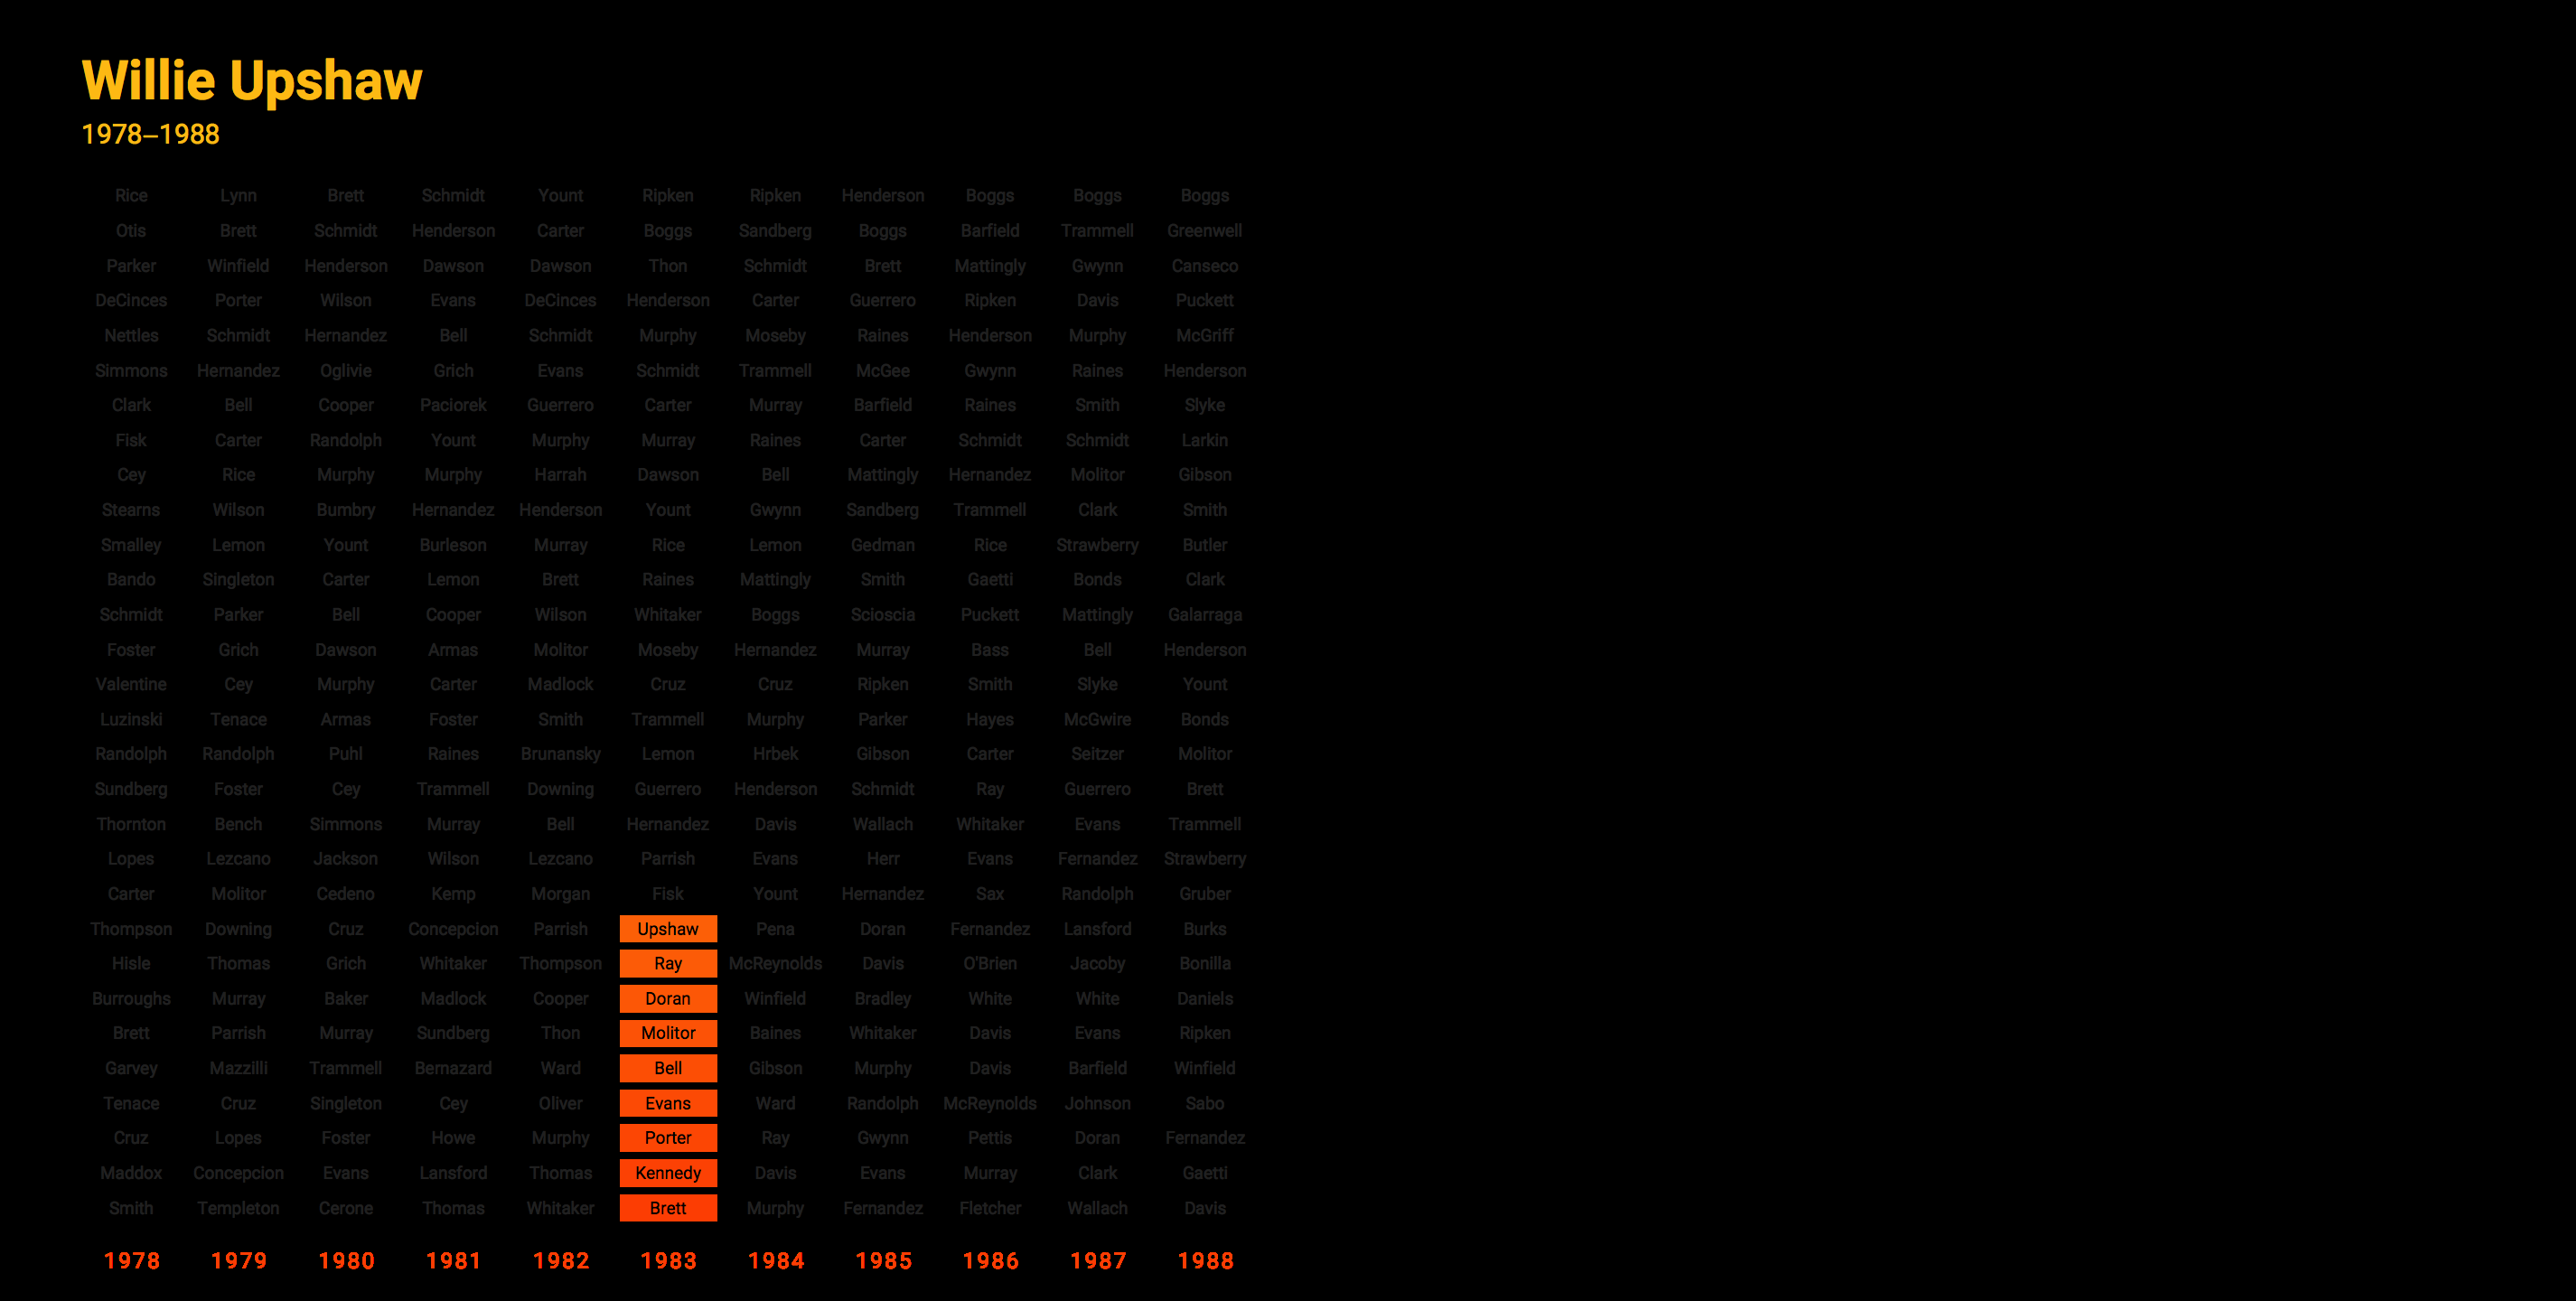 Willie Upshaw
1978–1988
Rice Lynn Brett Schmidt Yount Ripken Ripken Henderson Boggs Boggs Boggs
Otis Brett Schmidt Henderson Carter Boggs Sandberg Boggs Barfield Trammell Greenwell
Parker Winfield Henderson Dawson Dawson Thon Schmidt Brett Mattingly Gwynn Canseco
DeCinces Porter Wilson Evans DeCinces Henderson Carter Guerrero Ripken Davis Puckett
Nettles Schmidt Hernandez Bell Schmidt Murphy Moseby Raines Henderson Murphy McGriff
Simmons Hernandez Oglivie Grich Evans Schmidt Trammell McGee Gwynn Raines Henderson
Clark Bell Cooper Paciorek Guerrero Carter Murray Barfield Raines Smith Slyke
Fisk Carter Randolph Yount Murphy Murray Raines Carter Schmidt Schmidt Larkin
Cey Rice Murphy Murphy Harrah Dawson Bell Mattingly Hernandez Molitor Gibson
Stearns Wilson Bumbry Hernandez Henderson Yount Gwynn Sandberg Trammell Clark Smith
Smalley Lemon Yount Burleson Murray Rice Lemon Gedman Rice Strawberry Butler
Bando Singleton Carter Lemon Brett Raines Mattingly Smith Gaetti Bonds Clark
Schmidt Parker Bell Cooper Wilson Whitaker Boggs Scioscia Puckett Mattingly Galarraga
Foster Grich Dawson Armas Molitor Moseby Hernandez Murray Bass Bell Henderson
Valentine Cey Murphy Carter Madlock Cruz Cruz Ripken Smith Slyke Yount
Luzinski Tenace Armas Foster Smith Trammell Murphy Parker Hayes McGwire Bonds
Randolph Randolph Puhl Raines Brunansky Lemon Hrbek Gibson Carter Seitzer Molitor
Sundberg Foster Cey Trammell Downing Guerrero Henderson Schmidt Ray Guerrero Brett
Thornton Bench Simmons Murray Bell Hernandez Davis Wallach Whitaker Evans Trammell
Lopes Lezcano Jackson Wilson Lezcano Parrish Evans Herr Evans Fernandez Strawberry
Carter Molitor Cedeno Kemp Morgan Fisk Yount Hernandez Sax Randolph Gruber
Thompson Downing Cruz Concepcion Parrish Upshaw Pena Doran Fernandez Lansford Burks
Hisle Thomas Grich Whitaker Thompson Ray McReynolds Davis O'Brien Jacoby Bonilla
Burroughs Murray Baker Madlock Cooper Doran Winfield Bradley White White Daniels
Brett Parrish Murray Sundberg Thon Molitor Baines Whitaker Davis Evans Ripken
Garvey Mazzilli Trammell Bernazard Ward Bell Gibson Murphy Davis Barfield Winfield
Tenace Cruz Singleton Cey Oliver Evans Ward Randolph McReynolds Johnson Sabo
Cruz Lopes Foster Howe Murphy Porter Ray Gwynn Pettis Doran Fernandez
Maddox Concepcion Evans Lansford Thomas Kennedy Davis Evans Murray Clark Gaetti
Smith Templeton Cerone Thomas Whitaker Brett Murphy Fernandez Fletcher Wallach Davis
1978 1979 1980 1981 1982 1983 1984 1985 1986 1987 1988